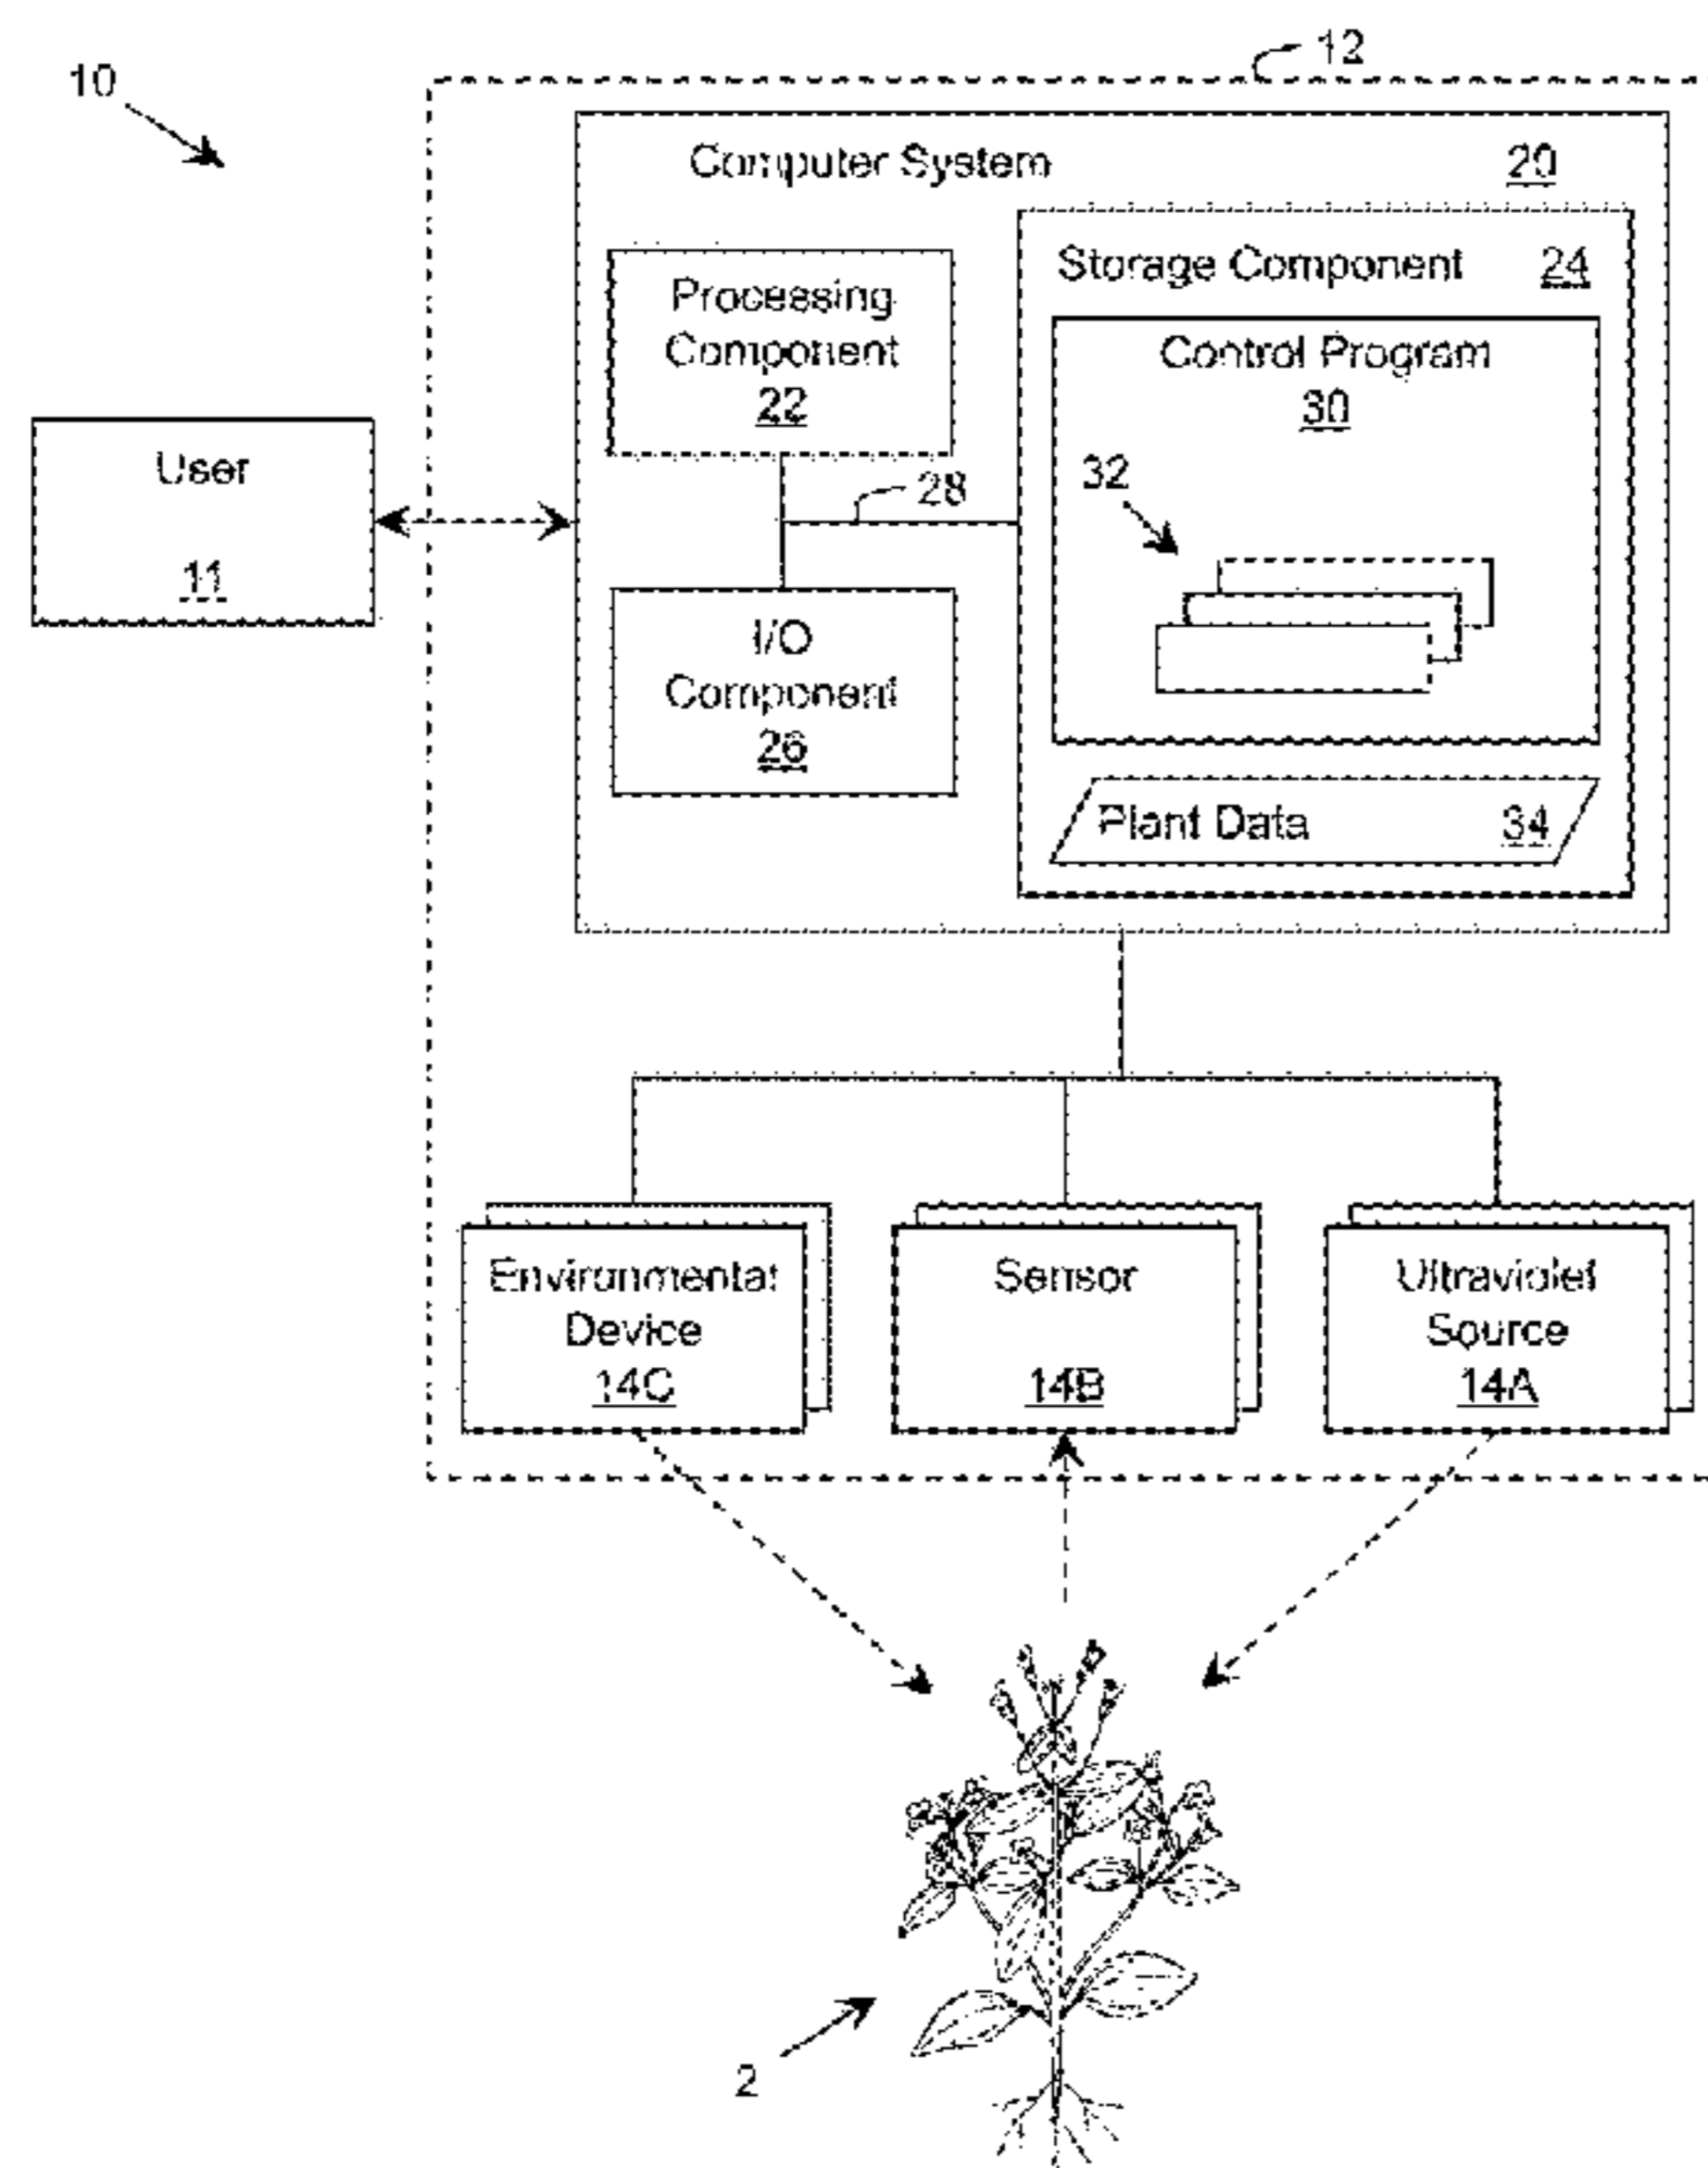 10
12
Computer System 20
Processing
Component
22
Storage Component 24
Control Program
30
32
28
User
11
I/O
Component
26
Plant Data 34
Environmental
Device
14C
Sensor
14B
Ultraviolet
Source
14A
2